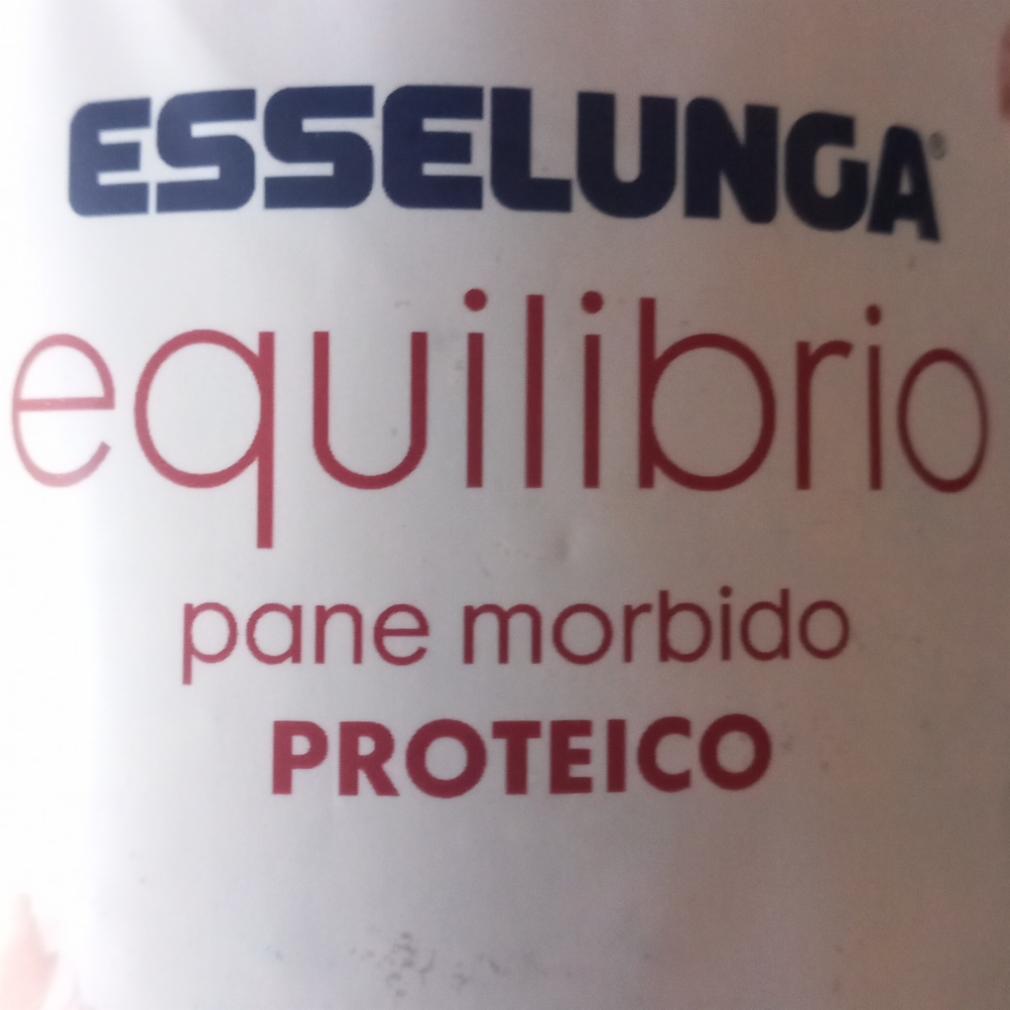 ESSELUNGA®
equilibrio
pane morbido
PROTEICO